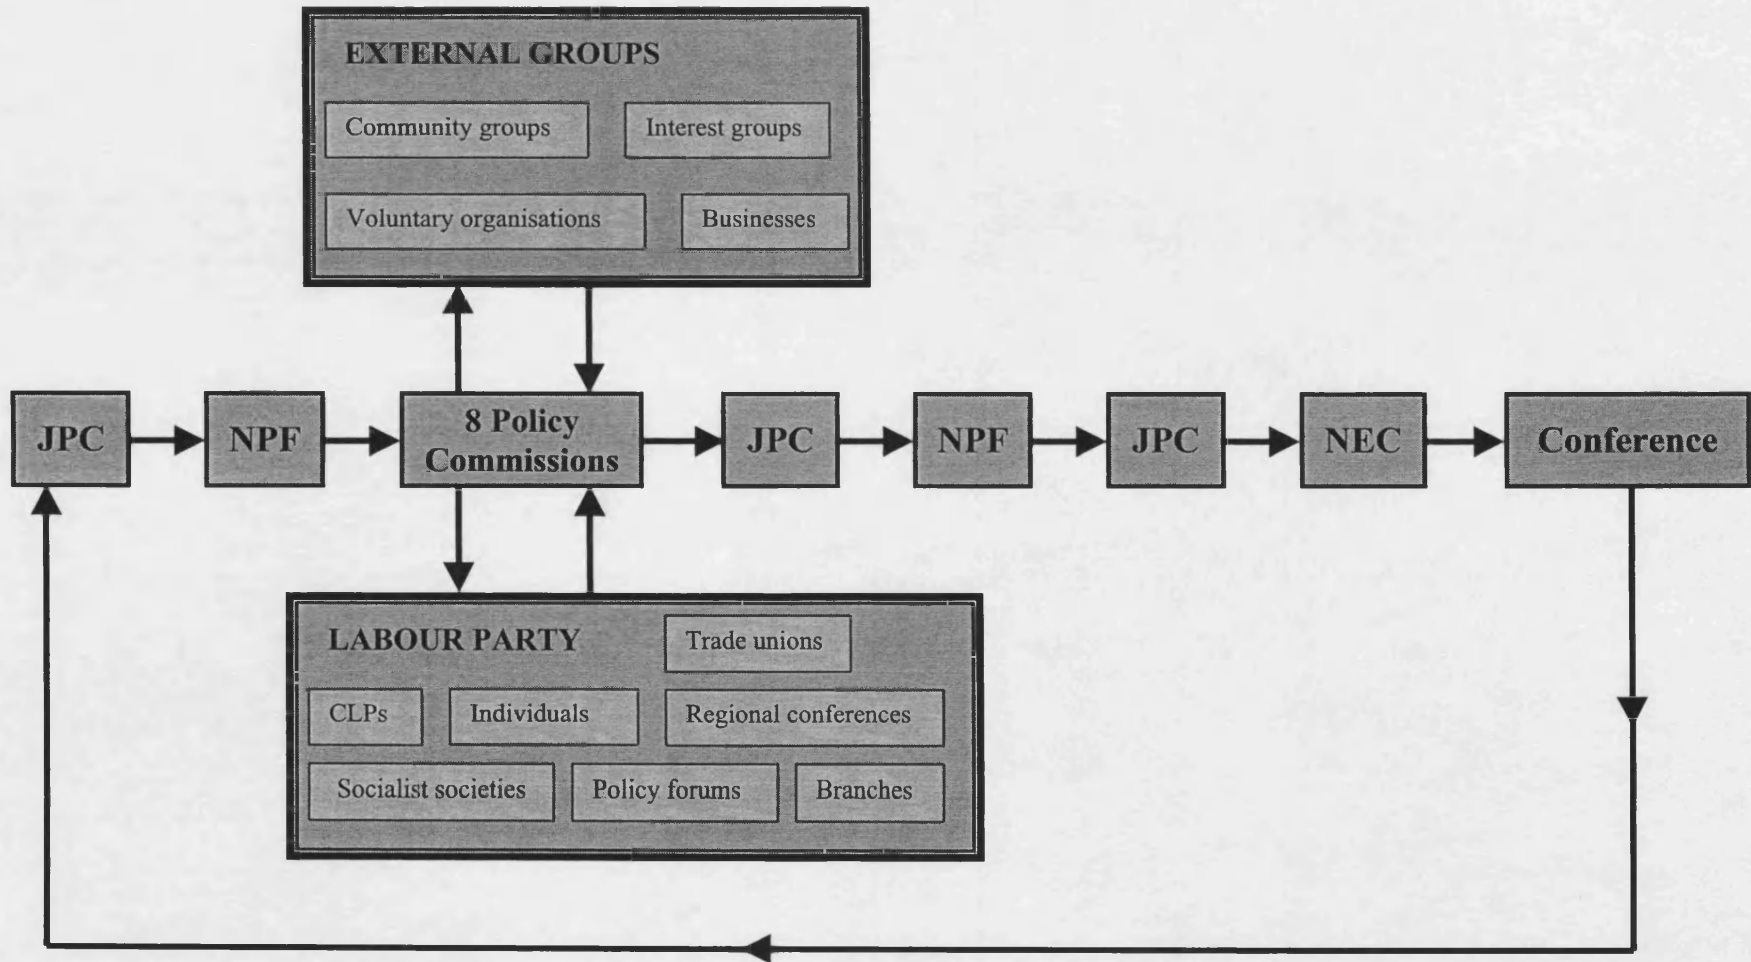 EXTERNAL GROUPS
Community groups
Interest groups
Voluntary organisations
Businesses
JPC
NPF
8 Policy
Commissions
JPC
NPF
JPC
NEC
Conference
LABOUR PARTY
Trade unions
CLPs
Individuals
Regional conferences
Socialist societies
Policy forums
Branches